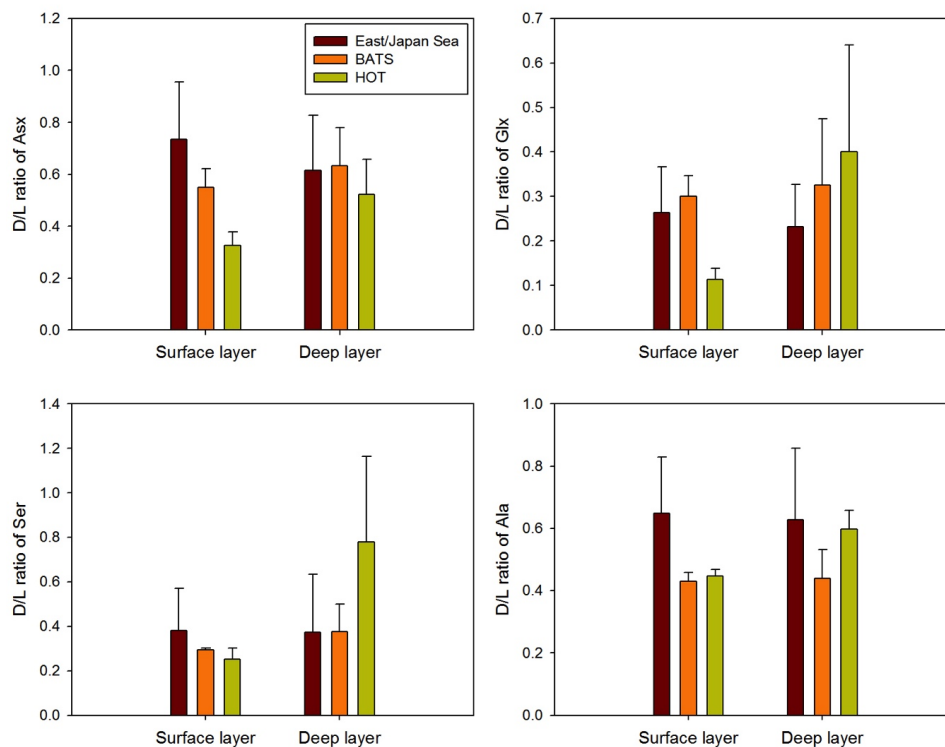 1.2
1.0
0.8
0.6
0.4
0.2
0.0
D/L ratio of Asx
East/Japan Sea
BATS
HOT
Surface layer
Deep layer
0.7
0.6
0.5
0.4
0.3
0.2
0.1
0.0
D/L ratio of Glx
Surface layer
Deep layer
1.4
1.2
1.0
0.8
0.6
0.4
0.2
0.0
D/L ratio of Ser
Surface layer
Deep layer
1.0
0.8
0.6
0.4
0.2
0.0
D/L ratio of Ala
Surface layer
Deep layer